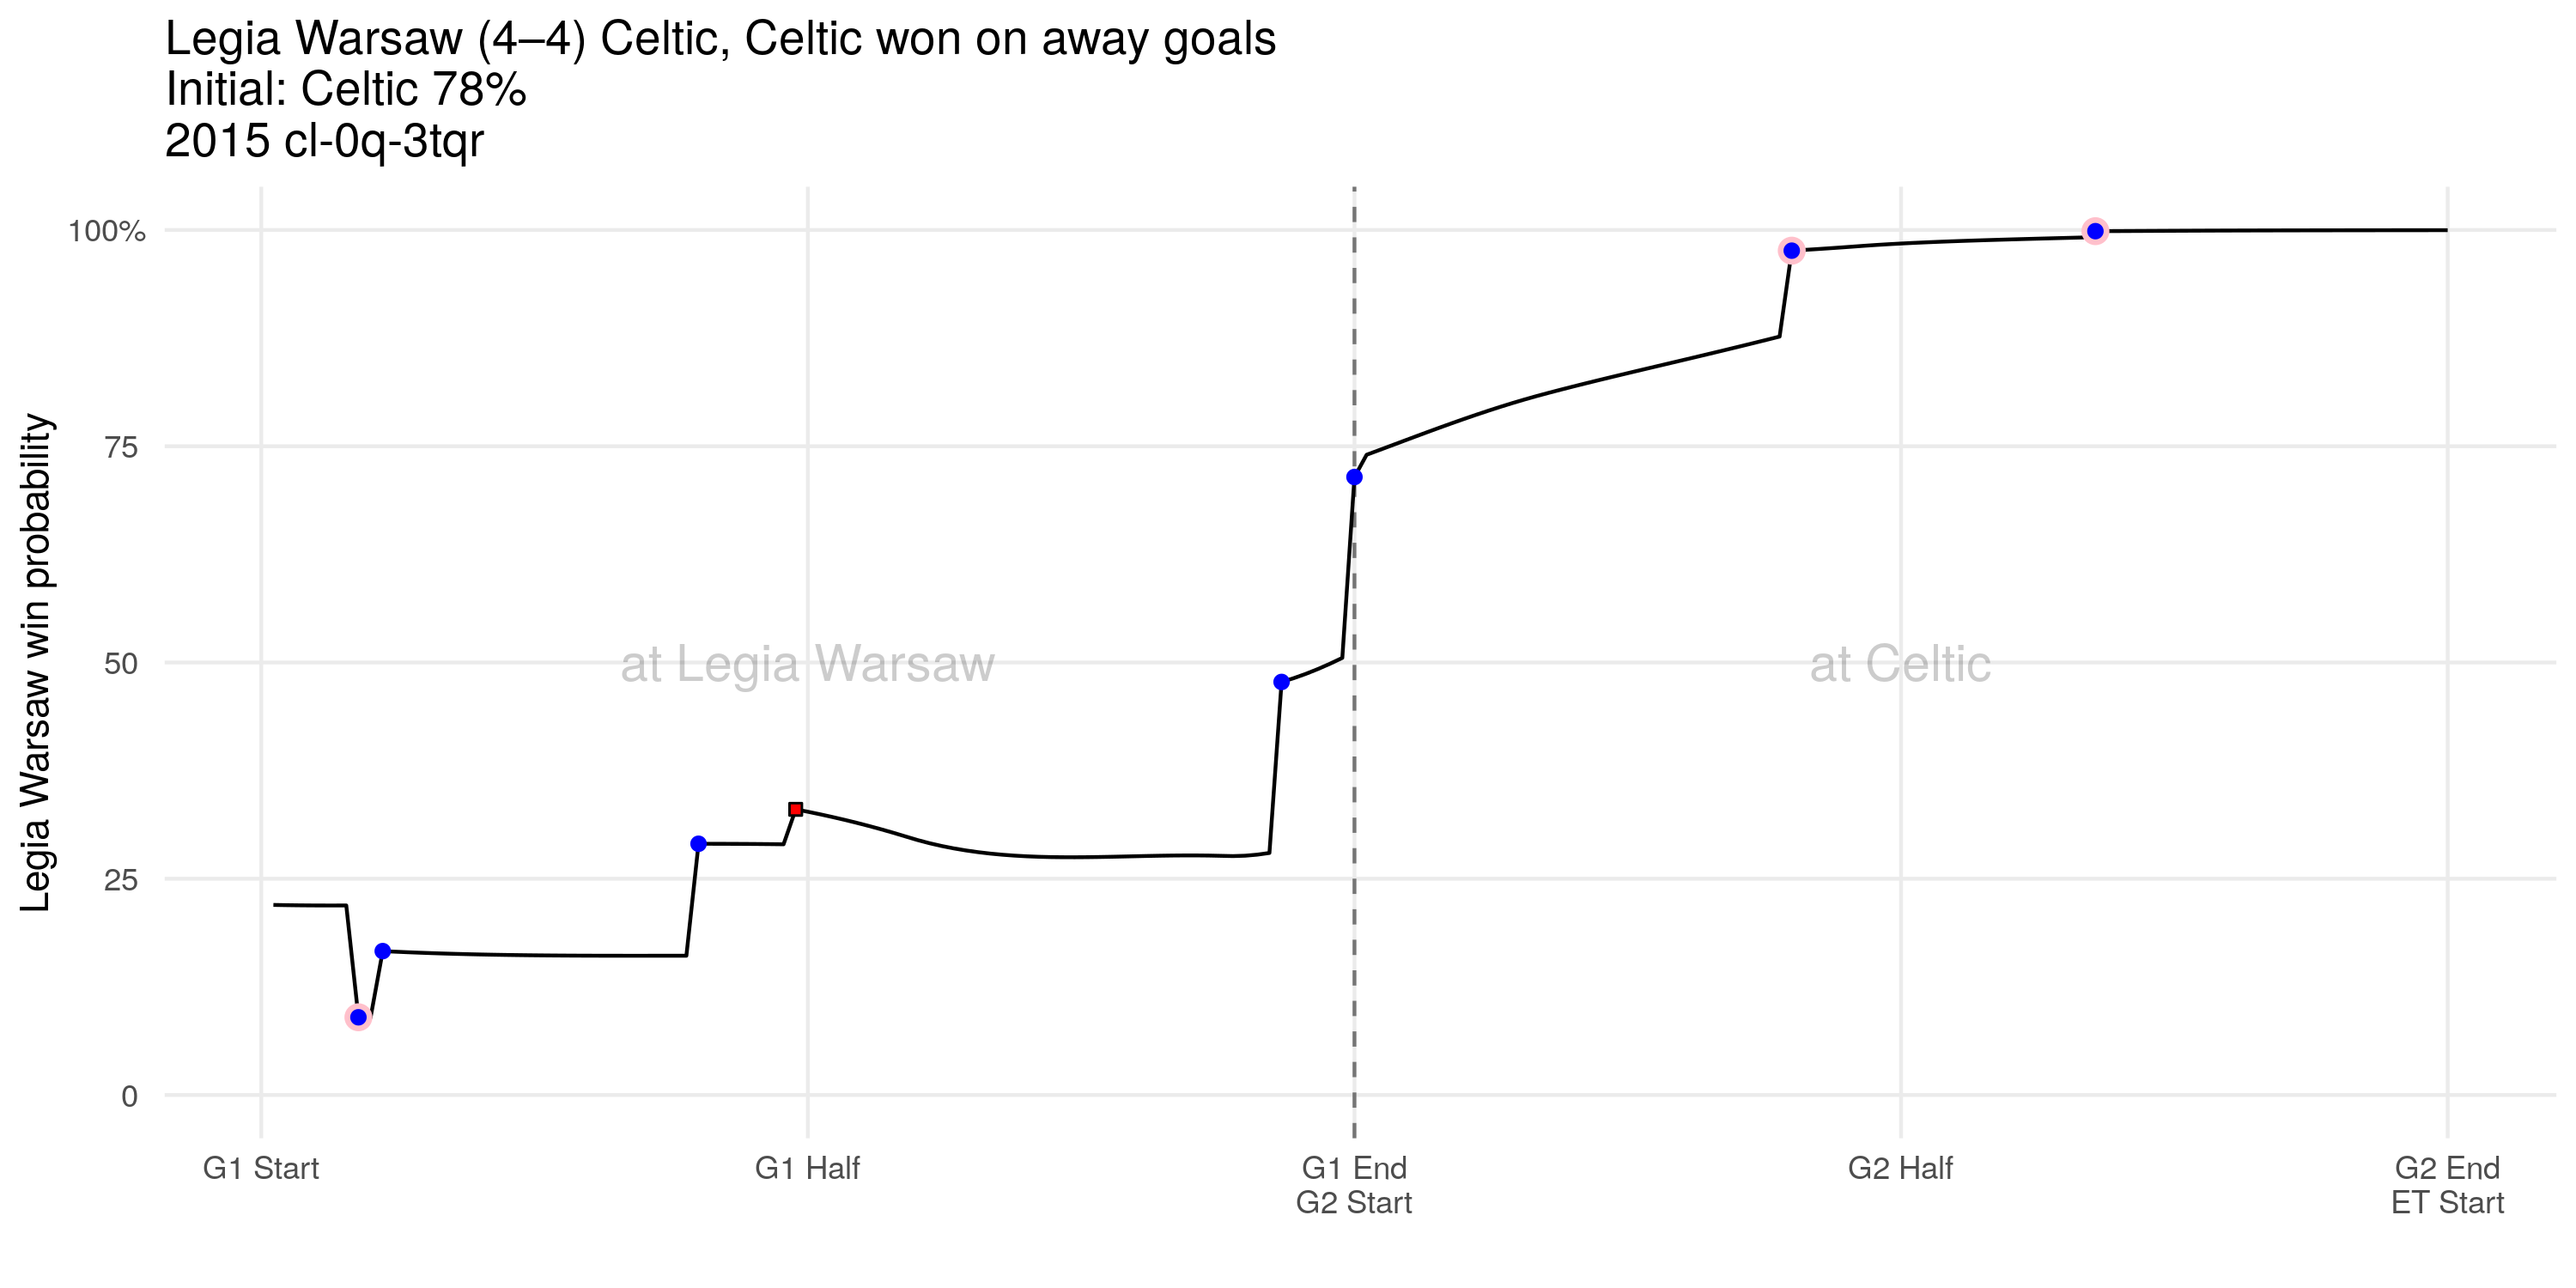 Legia Warsaw (4–4) Celtic, Celtic won on away goals
Initial: Celtic 78%
2015 cl-0q-3tqr
Legia Warsaw win probability
100%
75
50
25
0
at Legia Warsaw
at Celtic
G1 Start
G1 Half
G1 End
G2 Start
G2 Half
G2 End
ET Start